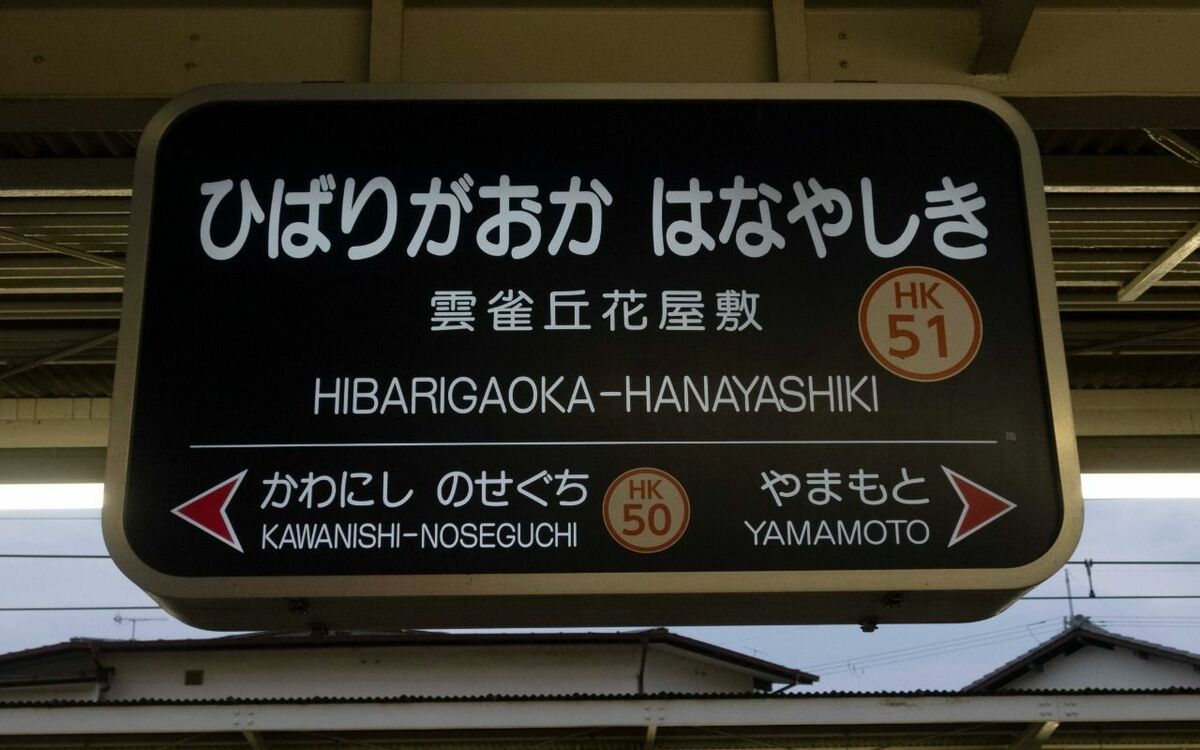 ひばりがおか はなやしき
雲雀丘花屋敷
HK
51
HIBARIGAOKA-HANAYASHIKI
かわにし のせぐち
KAWANISHI-NOSEGUCHI
HK
50
やまもと
YAMAMOTO